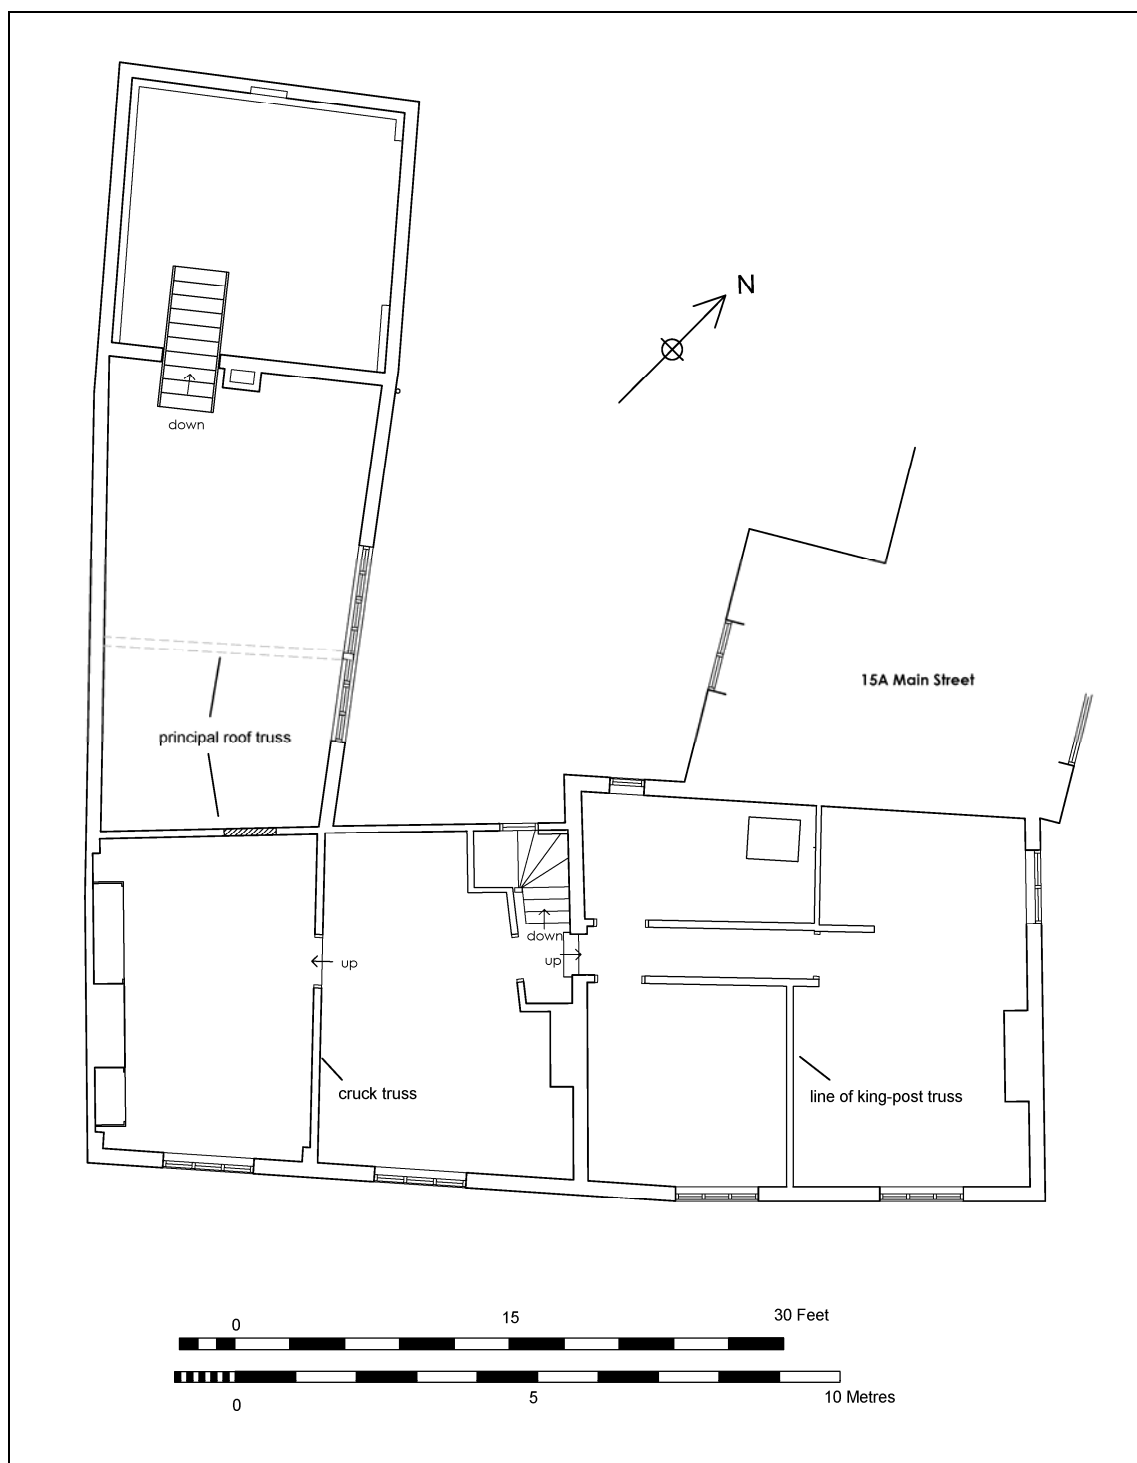 N
down
15A Main Street
principal roof truss
down
up
up
cruck truss
line of king-post truss
0
15
30 Feet
0
5
10 Metres